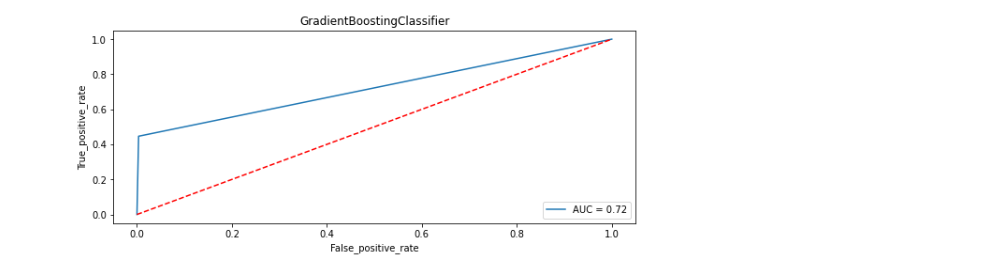 GradientBoostingClassifier
1.0
0.8
0.6
0.4
0.2
0.0
True_positive_rate
0.0 0.2 0.4 0.6 0.8 1.0
False_positive_rate
AUC = 0.72